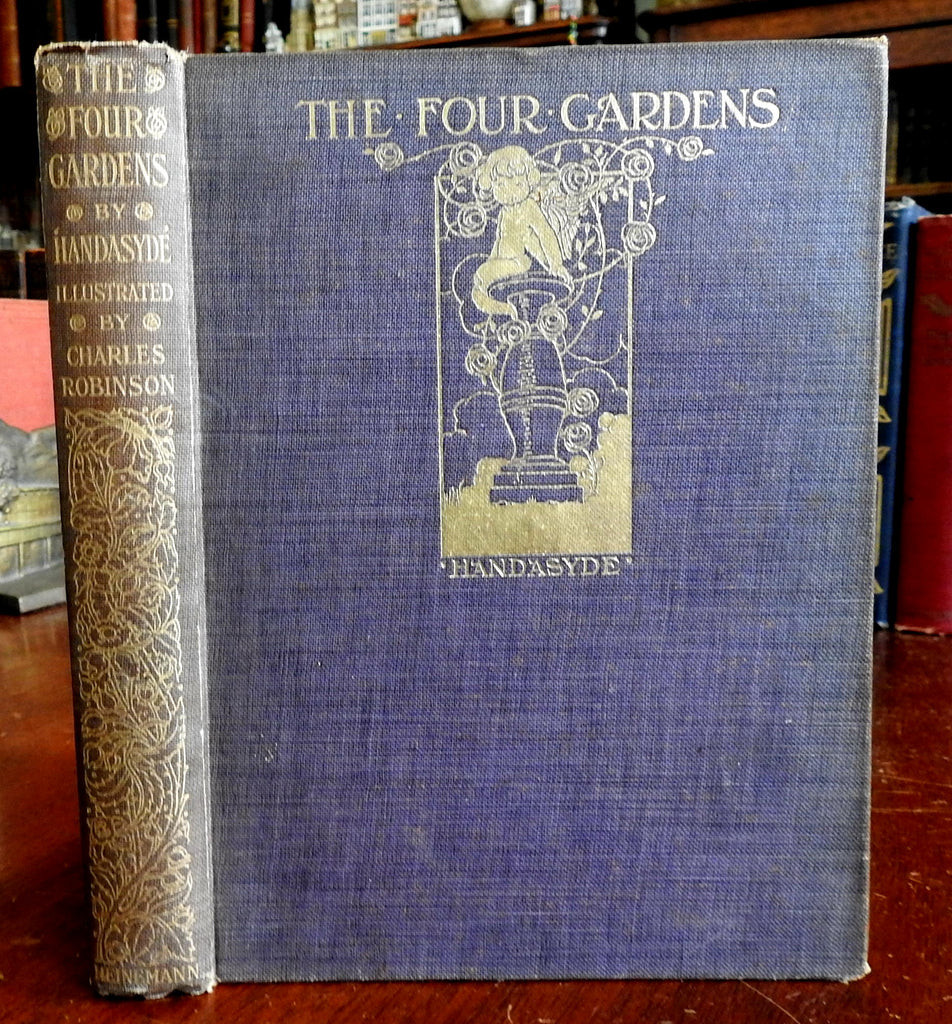 THE
FOUR
GARDENS
BY
HANDASYDE
ILLUSTRATED
BY
CHARLES
ROBINSON
HEINEMANN
THE · FOUR · GARDENS
· HANDASYDE ·